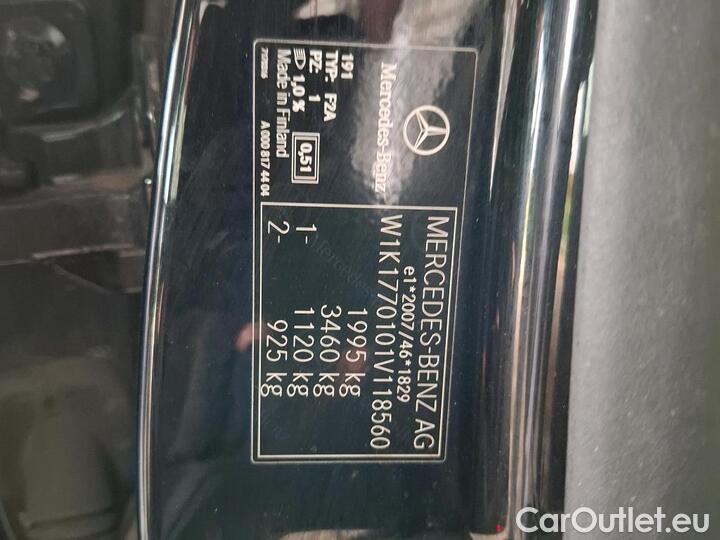 MERCEDES-BENZ AG
e1*2007/46*1829
W1K1770101V118560
1995 kg
3460 kg
1- 1120 kg
2- 925 kg
Mercedes-Benz
191
TYP: F2A
PZ: 1
1,0 % 0,51
Made in Finland
A 000 817 44 04
CarOutlet.eu